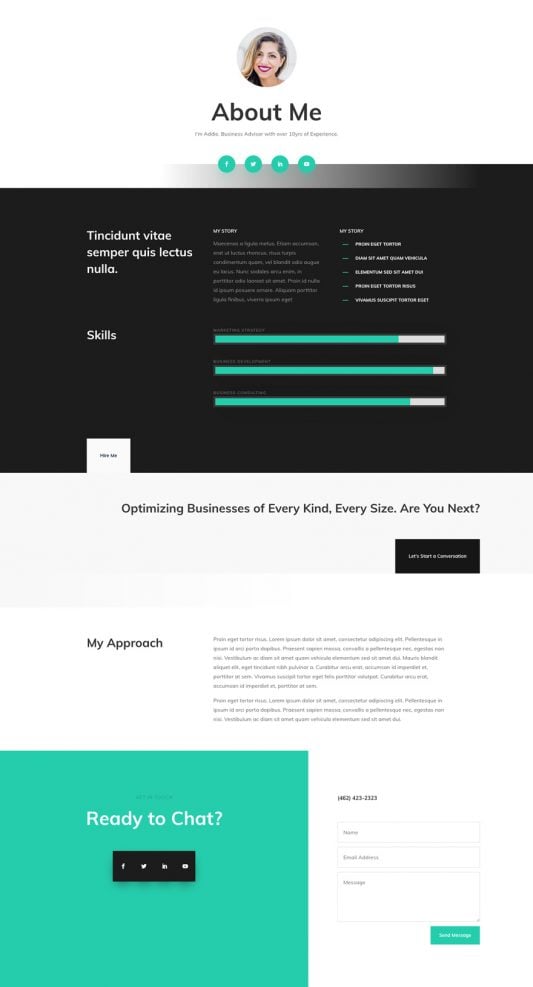 About Me
I'm Addie, Business Advisor with over 10yrs of Experience.
Tincidunt vitae
semper quis lectus
nulla.
MY STORY
Maecenas a ligula metus. Etiam accumsan,
erat ut luctus rhoncus, risus turpis
condimentum quam, vel blandit odio augue
eu lacus. Nunc sodales arcu enim, in
porttitor odio laoreet sit amet. Proin id nulla
id ipsum posuere ornare. Aliquam porttitor
ligula finibus, viverra ipsum eget
MY STORY
PROIN EGET TORTOR
DIAM SIT AMET QUAM VEHICULA
ELEMENTUM SED SIT AMET DUI
PROIN EGET TORTOR RISUS
VIVAMUS SUSCIPIT TORTOR EGET
Skills
MARKETING STRATEGY
BUSINESS DEVELOPMENT
BUSINESS CONSULTING
Hire Me
Optimizing Businesses of Every Kind, Every Size. Are You Next?
Let's Start a Conversation
My Approach
Proin eget tortor risus. Lorem ipsum dolor sit amet, consectetur adipiscing elit. Pellentesque in
ipsum id orci porta dapibus. Praesent sapien massa, convallis a pellentesque nec, egestas non
nisi. Vestibulum ac diam sit amet quam vehicula elementum sed sit amet dui. Mauris blandit
aliquet elit, eget tincidunt nibh pulvinar a. Curabitur arcu erat, accumsan id imperdiet et,
porttitor at sem. Vivamus suscipit tortor eget felis porttitor volutpat. Curabitur arcu erat,
accumsan id imperdiet et, porttitor at sem.
Proin eget tortor risus. Lorem ipsum dolor sit amet, consectetur adipiscing elit. Pellentesque in
ipsum id orci porta dapibus. Praesent sapien massa, convallis a pellentesque nec, egestas non
nisi. Vestibulum ac diam sit amet quam vehicula elementum sed sit amet dui.
GET IN TOUCH
Ready to Chat?
(462) 423-2323
Name
Email Address
Message
Send Message